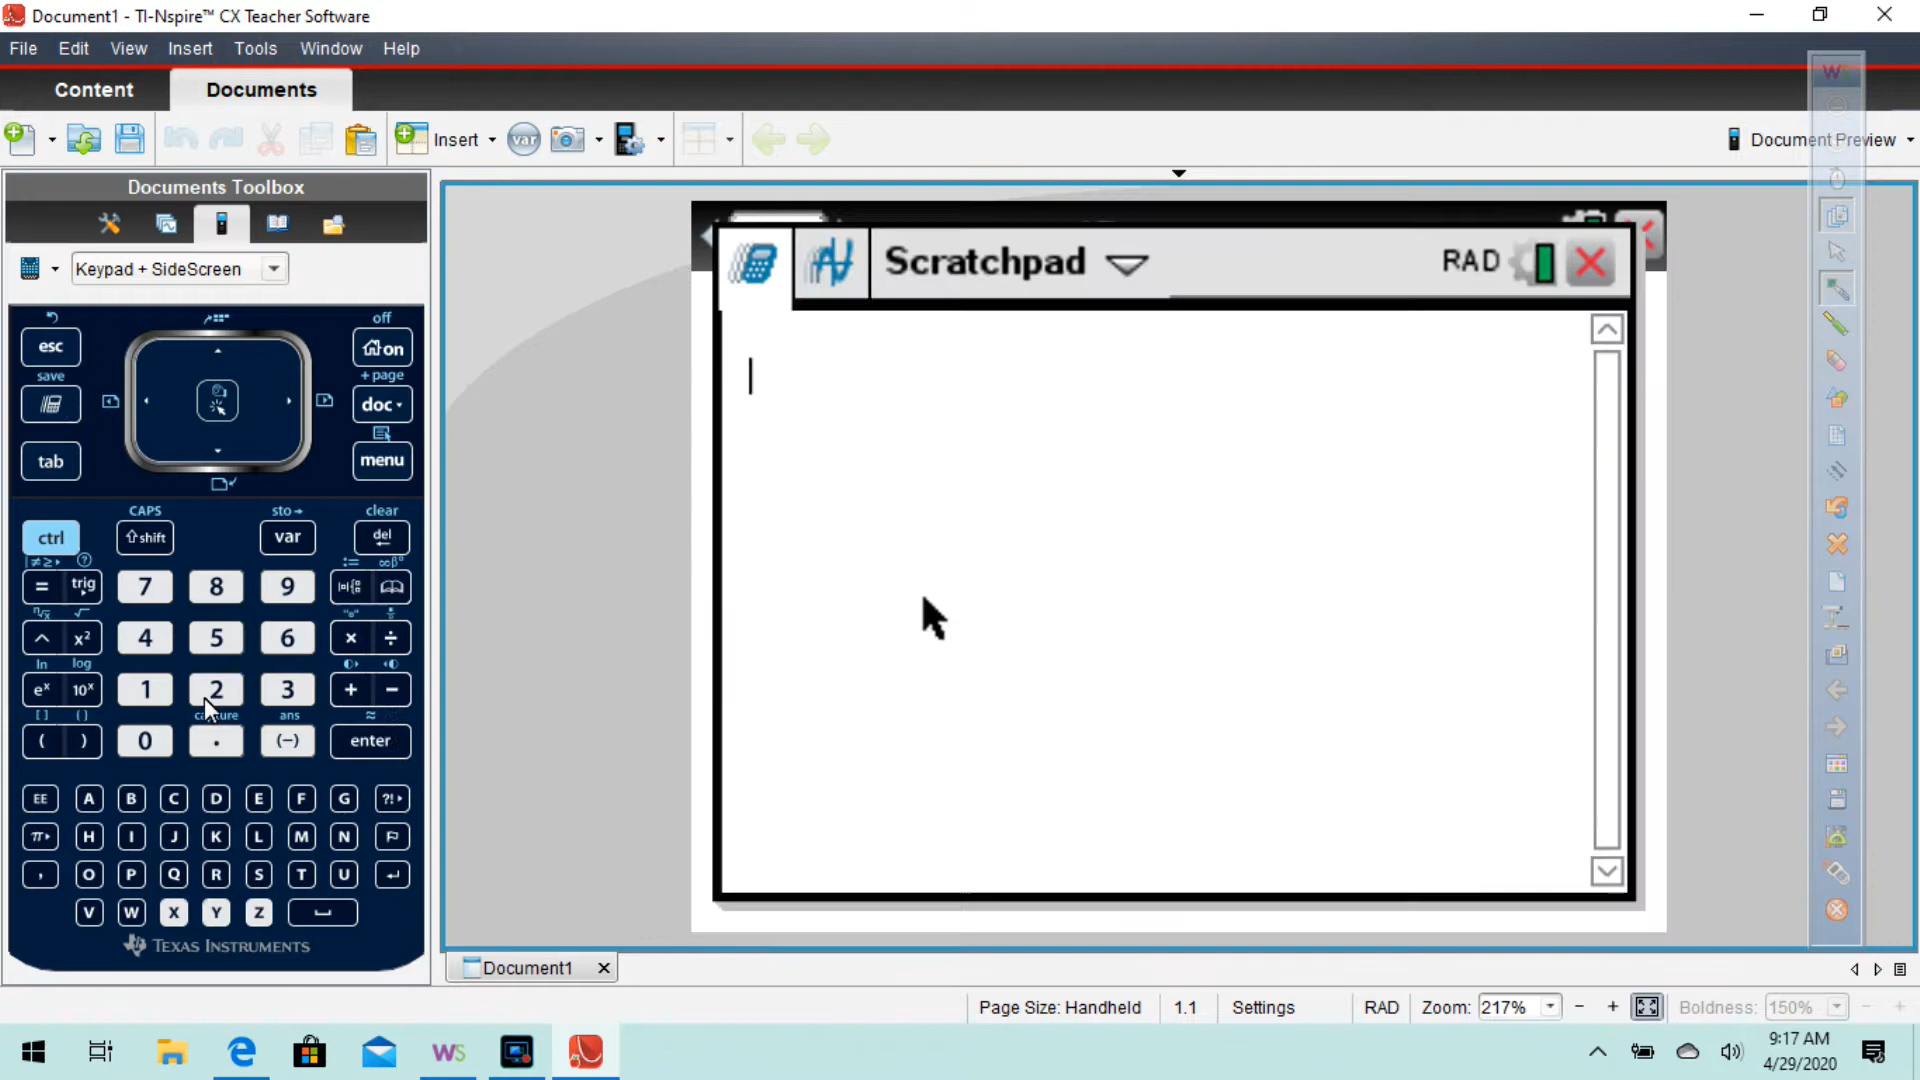 Document1 - TI-Nspire™ CX Teacher Software
File Edit View Insert Tools Window Help
Content Documents
Insert var Document Preview
Documents Toolbox
Keypad + SideScreen
Scratchpad RAD
off
esc on
save + page
doc
tab menu
CAPS sto→ clear
ctrl shift var del
= trig 7 8 9
^ x² 4 5 6 × ÷
ln log
eˣ 10ˣ 1 2 3 + −
[ ] ( ) capture ans ≈
( ) 0 . (−) enter
EE A B C D E F G ?!▸
π▸ H I J K L M N
, O P Q R S T U
V W X Y Z
TEXAS INSTRUMENTS
Document1
Page Size: Handheld 1.1 Settings RAD Zoom: 217% − + Boldness: 150% − +
WS
WS
9:17 AM
4/29/2020